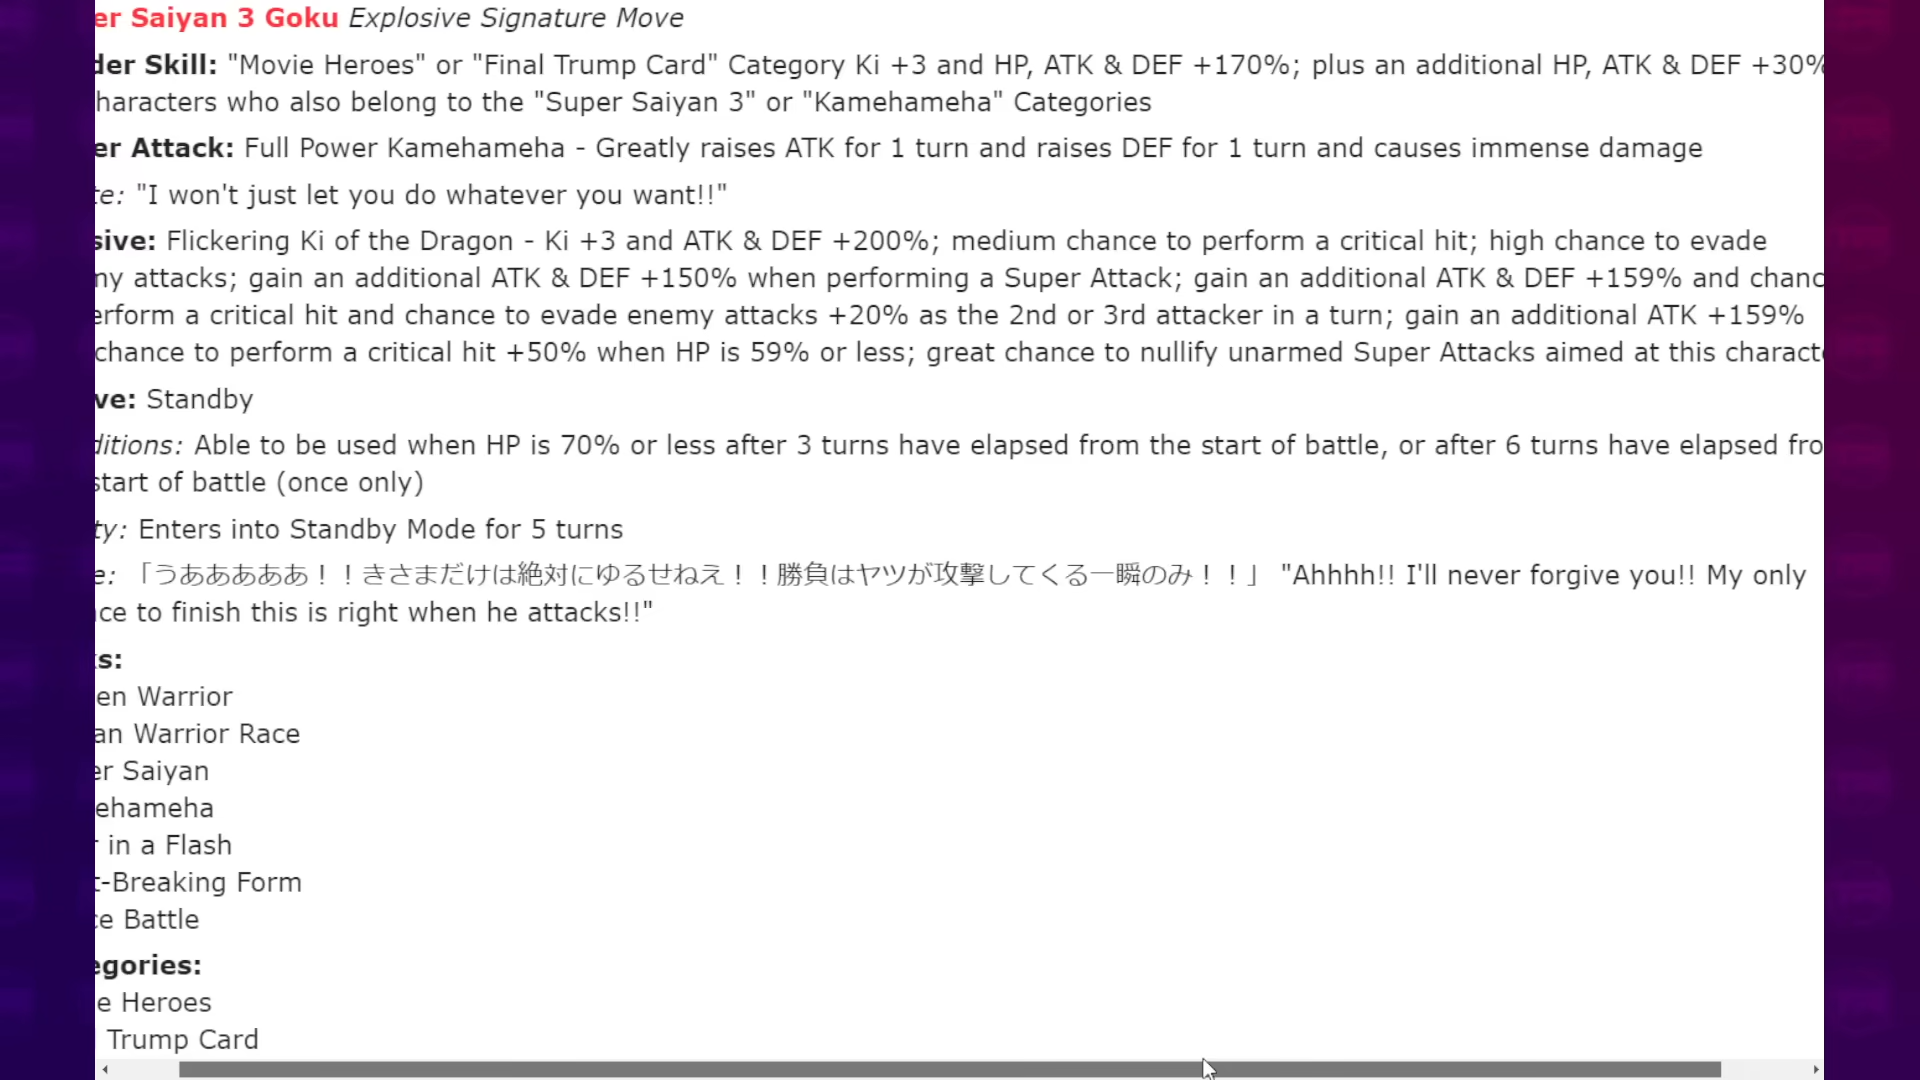 er Saiyan 3 Goku Explosive Signature Move
der Skill: "Movie Heroes" or "Final Trump Card" Category Ki +3 and HP, ATK & DEF +170%; plus an additional HP, ATK & DEF +30%
haracters who also belong to the "Super Saiyan 3" or "Kamehameha" Categories
er Attack: Full Power Kamehameha - Greatly raises ATK for 1 turn and raises DEF for 1 turn and causes immense damage
te: "I won't just let you do whatever you want!!"
sive: Flickering Ki of the Dragon - Ki +3 and ATK & DEF +200%; medium chance to perform a critical hit; high chance to evade
my attacks; gain an additional ATK & DEF +150% when performing a Super Attack; gain an additional ATK & DEF +159% and chanc
erform a critical hit and chance to evade enemy attacks +20% as the 2nd or 3rd attacker in a turn; gain an additional ATK +159%
chance to perform a critical hit +50% when HP is 59% or less; great chance to nullify unarmed Super Attacks aimed at this charact
ve: Standby
ditions: Able to be used when HP is 70% or less after 3 turns have elapsed from the start of battle, or after 6 turns have elapsed fro
start of battle (once only)
ty: Enters into Standby Mode for 5 turns
e: 「うあああああ！！きさまだけは絶対にゆるせねえ！！勝負はヤツが攻撃してくる一瞬のみ！！」 "Ahhhh!! I'll never forgive you!! My only
ce to finish this is right when he attacks!!"
s:
en Warrior
an Warrior Race
er Saiyan
ehameha
r in a Flash
t-Breaking Form
ce Battle
egories:
e Heroes
Trump Card